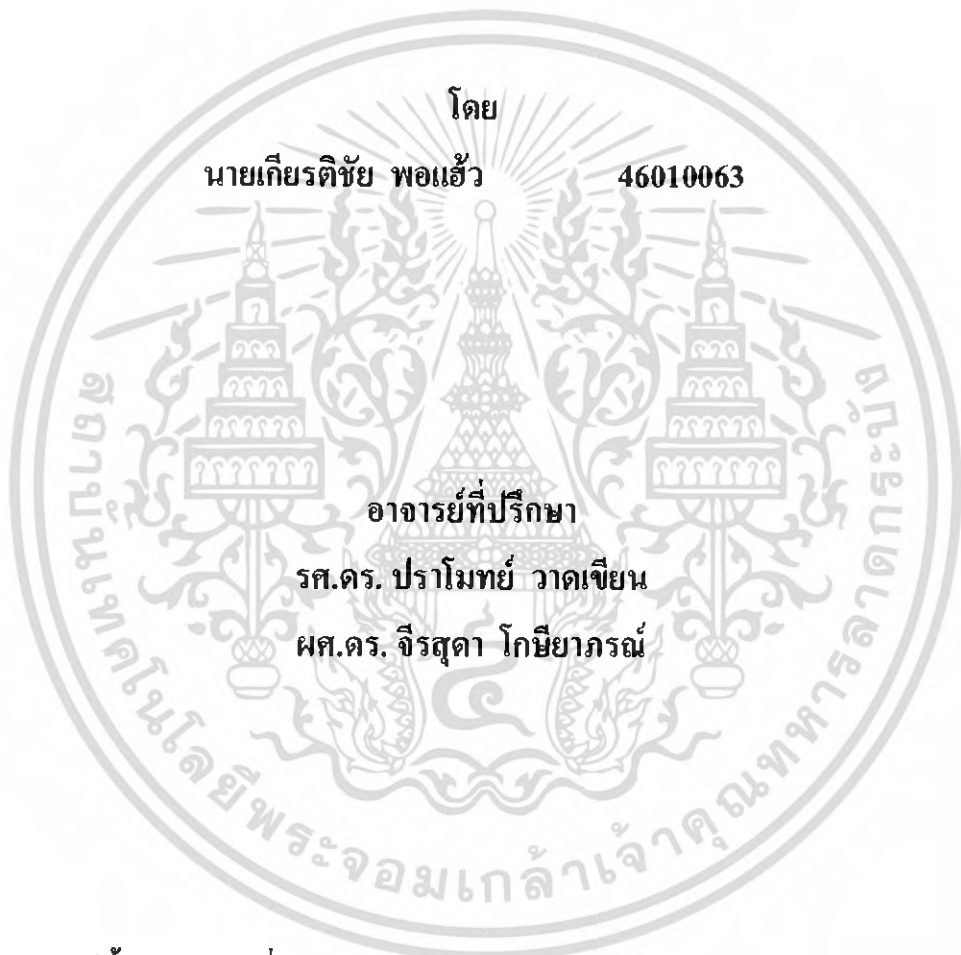 โดย
นายเกียรติชัย พอแฮ้ว 46010063
อาจารย์ที่ปรึกษา
รศ.ดร. ปราโมทย์ วาดเขียน
ผศ.ดร. จีรสุดา โกษียาภรณ์
สถาบันเทคโนโลยีพระจอมเกล้าเจ้าคุณทหารลาดกระบัง